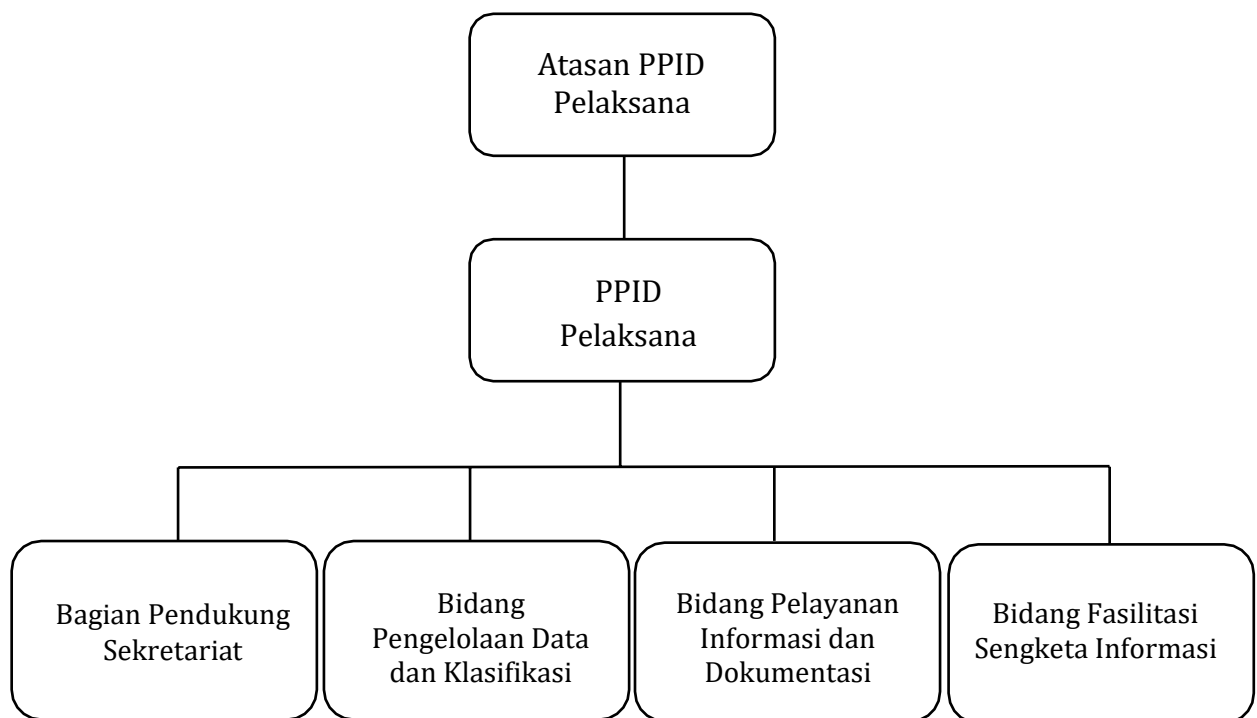 Atasan PPID
Pelaksana
PPID
Pelaksana
Bagian Pendukung
Sekretariat
Bidang
Pengelolaan Data
dan Klasifikasi
Bidang Pelayanan
Informasi dan
Dokumentasi
Bidang Fasilitasi
Sengketa Informasi